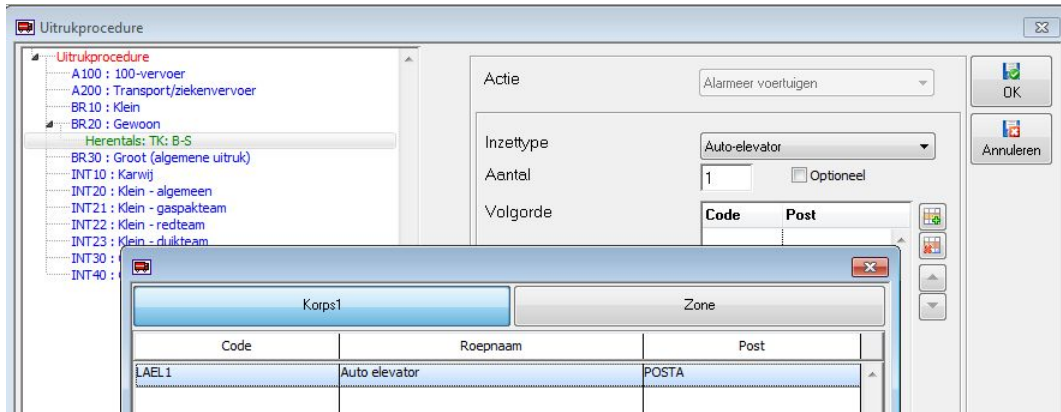 Uitrukprocedure
Uitrukprocedure
A100 : 100-vervoer
A200 : Transport/ziekenvervoer
BR10 : Klein
BR20 : Gewoon
Herentals: TK: B-S
BR30 : Groot (algemene uitruk)
INT10 : Karwij
INT20 : Klein - algemeen
INT21 : Klein - gaspakteam
INT22 : Klein - redteam
INT23 : Klein - duikteam
INT30 :
INT40 :
Actie
Alarmeer voertuigen
Inzettype
Auto-elevator
Aantal
1
Optioneel
Volgorde
Code Post
OK
Annuleren
Korps1 Zone
Code Roepnaam Post
LAEL1 Auto elevator POSTA